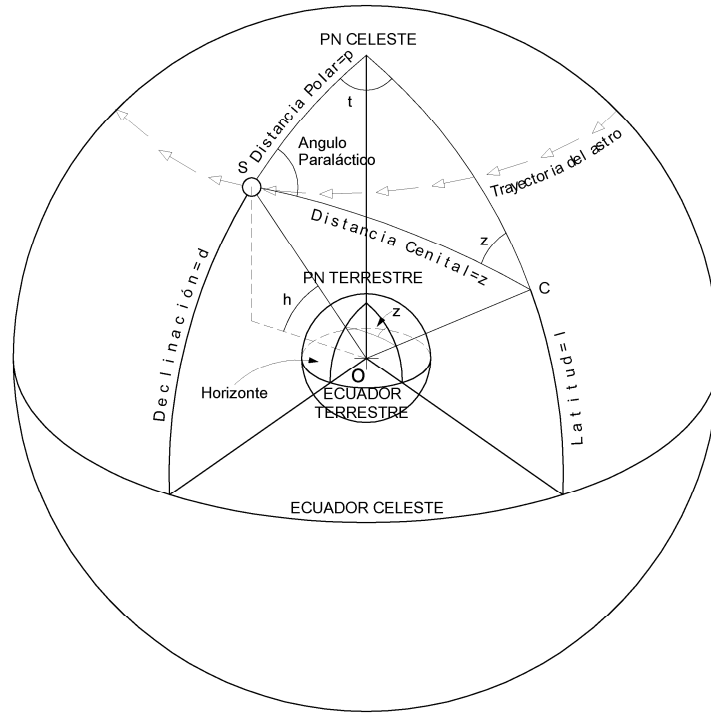 PN CELESTE
Distancia Polar=p
t
Angulo
Paraláctico
S
Trayectoria del astro
Distancia Cenital=z
z
PN TERRESTRE
C
h
z
Declinación=d
Latitud=l
O
Horizonte
ECUADOR
TERRESTRE
ECUADOR CELESTE